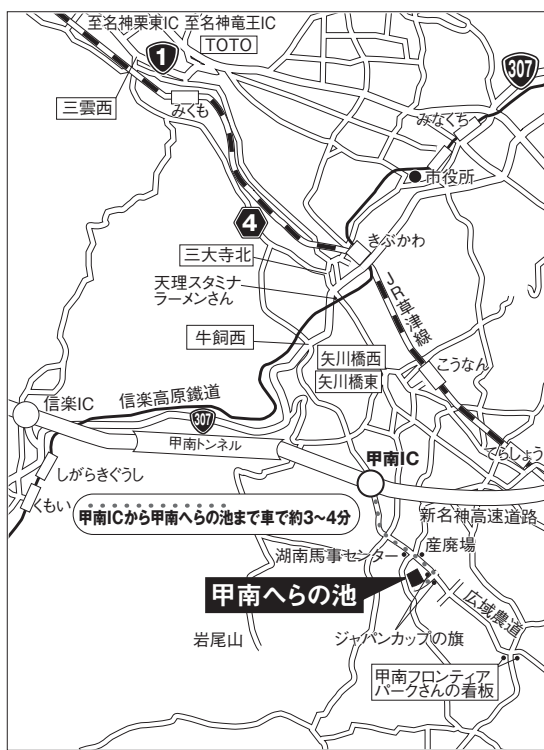 至名神栗東IC 至名神竜王IC
TOTO
1
307
三雲西
みくも
みなくち
市役所
4
きぶかわ
三大寺北
天理スタミナ
ラーメンさん
JR草津線
牛飼西
矢川橋西
矢川橋東
こうなん
信楽IC
信楽高原鐵道
307
甲南トンネル
てらしょう
甲南IC
しがらきぐうし
くもい
甲南ICから甲南へらの池まで車で約3~4分
新名神高速道路
湖南馬事センター
産廃場
甲南へらの池
広域農道
岩尾山
ジャパンカップの旗
甲南フロンティア
パークさんの看板